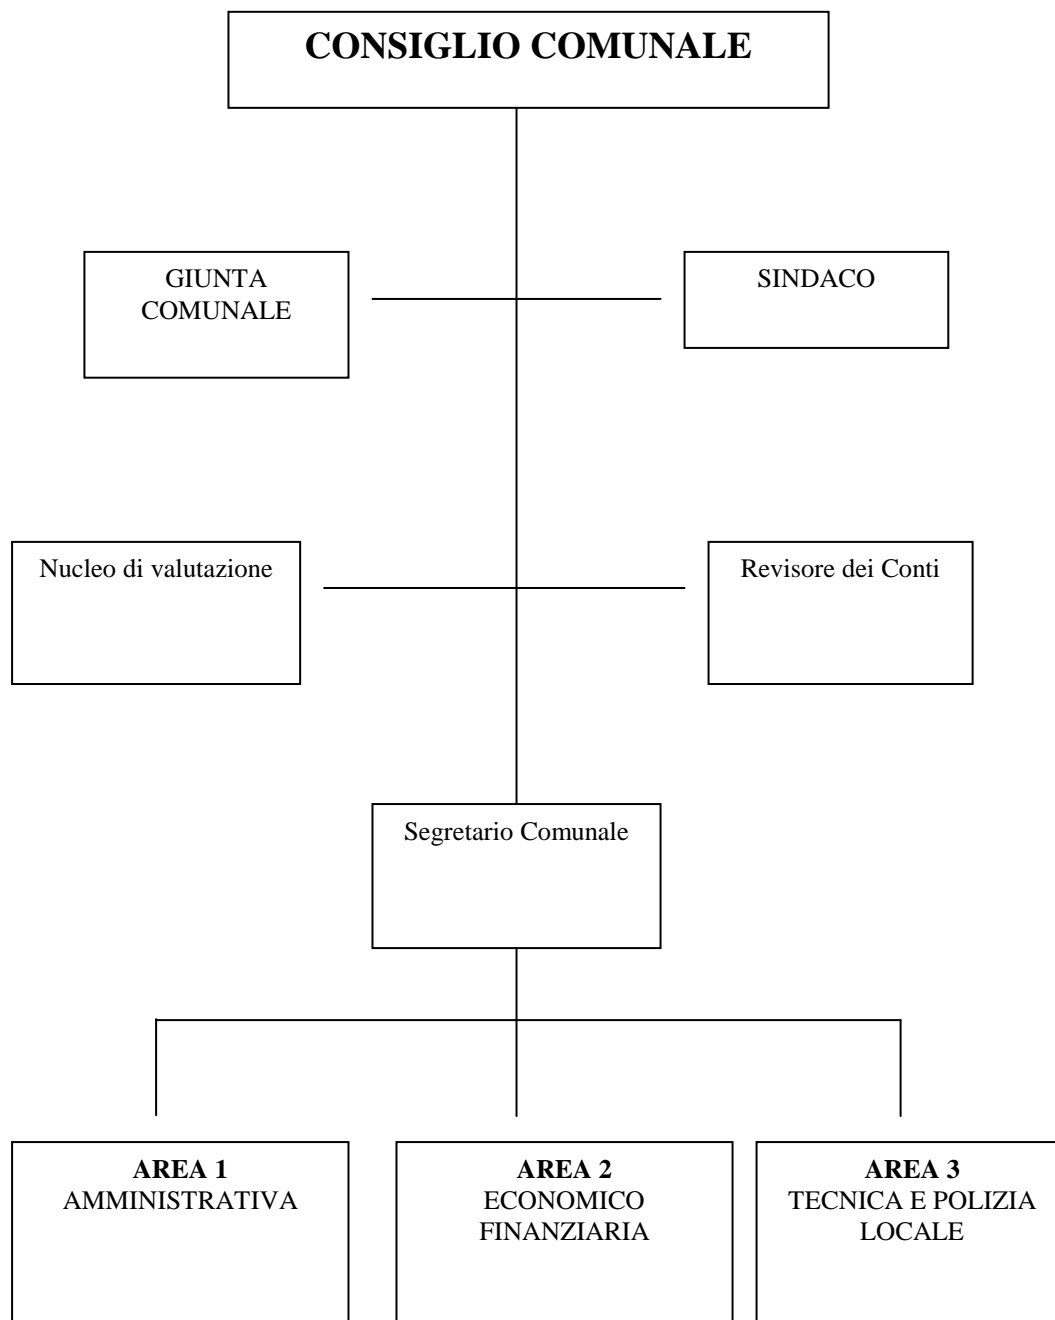 CONSIGLIO COMUNALE
GIUNTA
COMUNALE
SINDACO
Nucleo di valutazione
Revisore dei Conti
Segretario Comunale
AREA 1
AMMINISTRATIVA
AREA 2
ECONOMICO
FINANZIARIA
AREA 3
TECNICA E POLIZIA
LOCALE